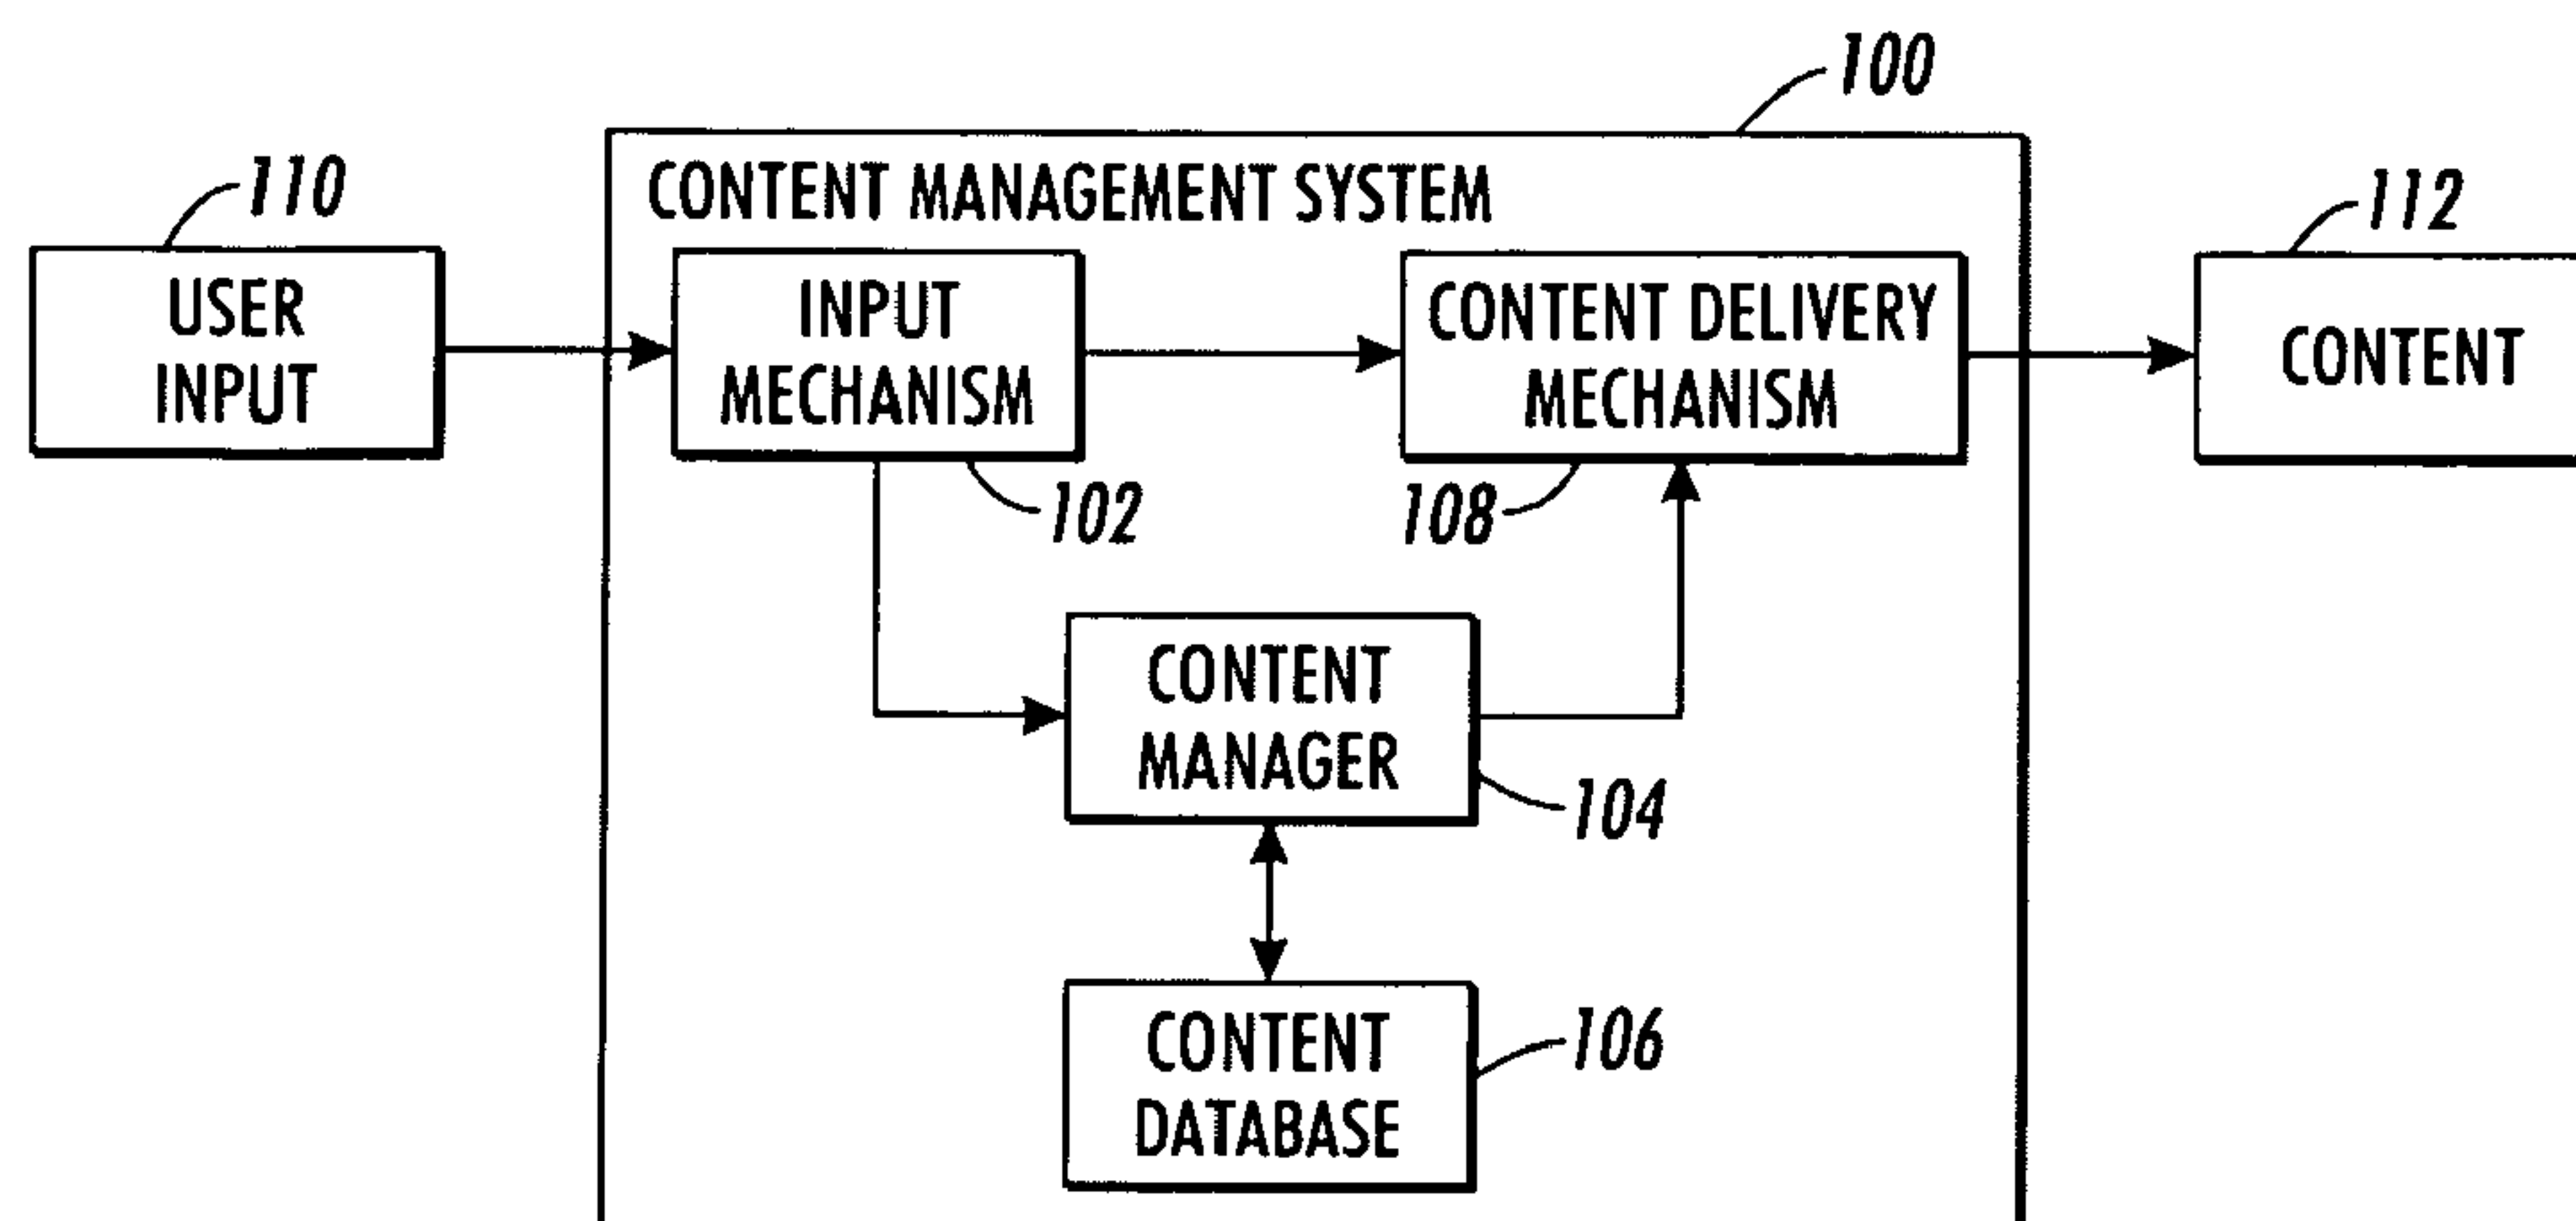 100
110
CONTENT MANAGEMENT SYSTEM
112
USER
INPUT
INPUT
MECHANISM
CONTENT DELIVERY
MECHANISM
CONTENT
102
108
CONTENT
MANAGER
104
CONTENT
DATABASE
106